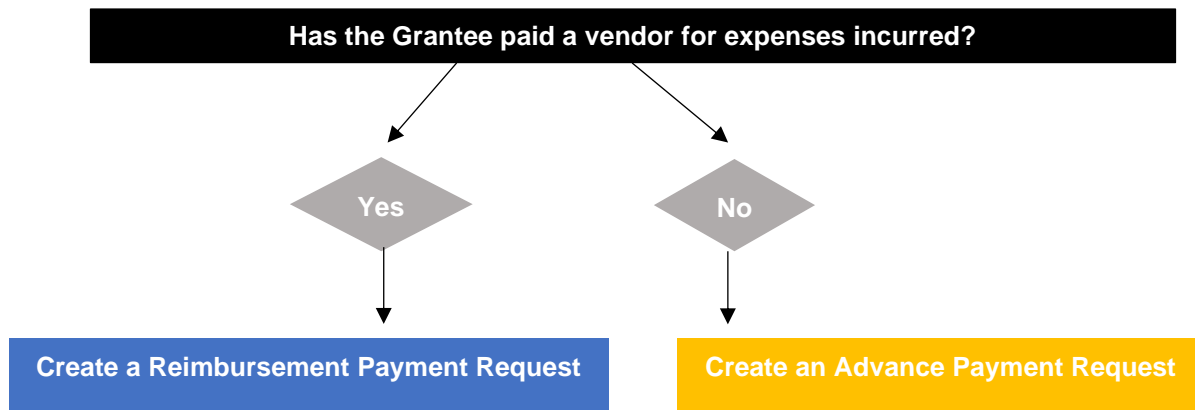 Has the Grantee paid a vendor for expenses incurred?
Yes
No
Create a Reimbursement Payment Request
Create an Advance Payment Request